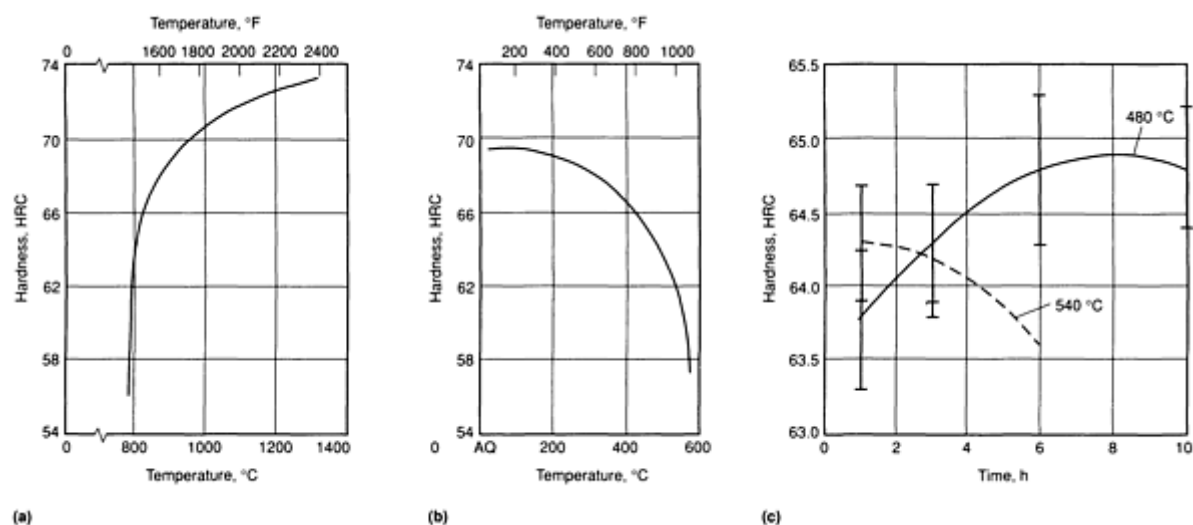 Temperature, °F
0 1600 1800 2000 2200 2400
74
70
66
62
58
54
Hardness, HRC
0 800 1000 1200 1400
Temperature, °C
(a)
Temperature, °F
200 400 600 800 1000
74
70
66
62
58
54
Hardness, HRC
0 AQ 200 400 600
Temperature, °C
(b)
65.5
65.0
64.5
64.0
63.5
63.0
Hardness, HRC
480 °C
540 °C
0 2 4 6 8 10
Time, h
(c)